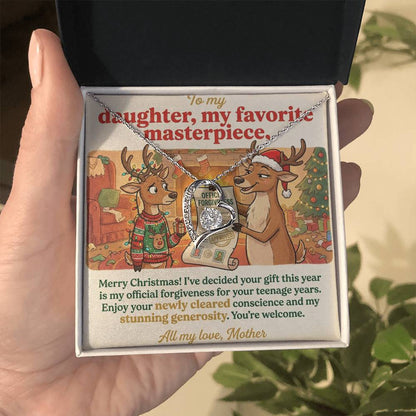 To my
daughter, my favorite
masterpiece,
OFFICIAL
FORGIVENESS
Merry Christmas! I've decided your gift this year
is my official forgiveness for your teenage years.
Enjoy your newly cleared conscience and my
stunning generosity. You're welcome.
All my love, Mother